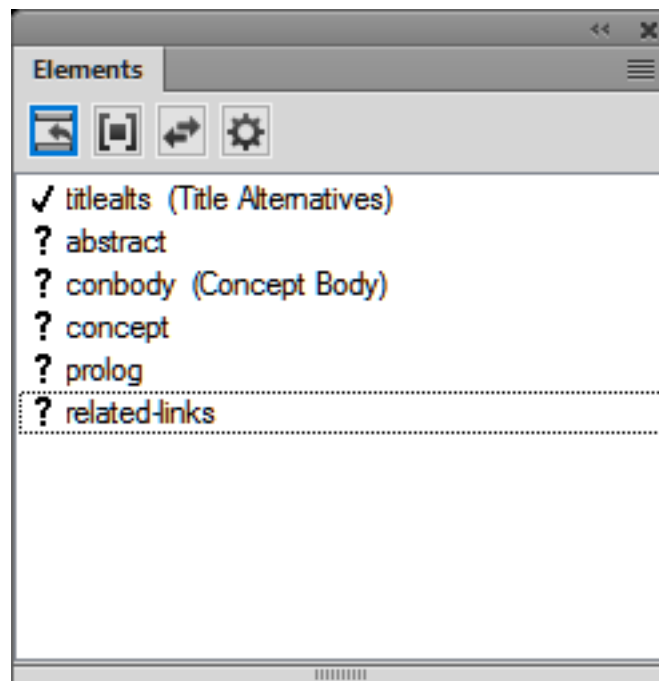 Elements
✓ titlealts (Title Alternatives)
? abstract
? conbody (Concept Body)
? concept
? prolog
? related-links